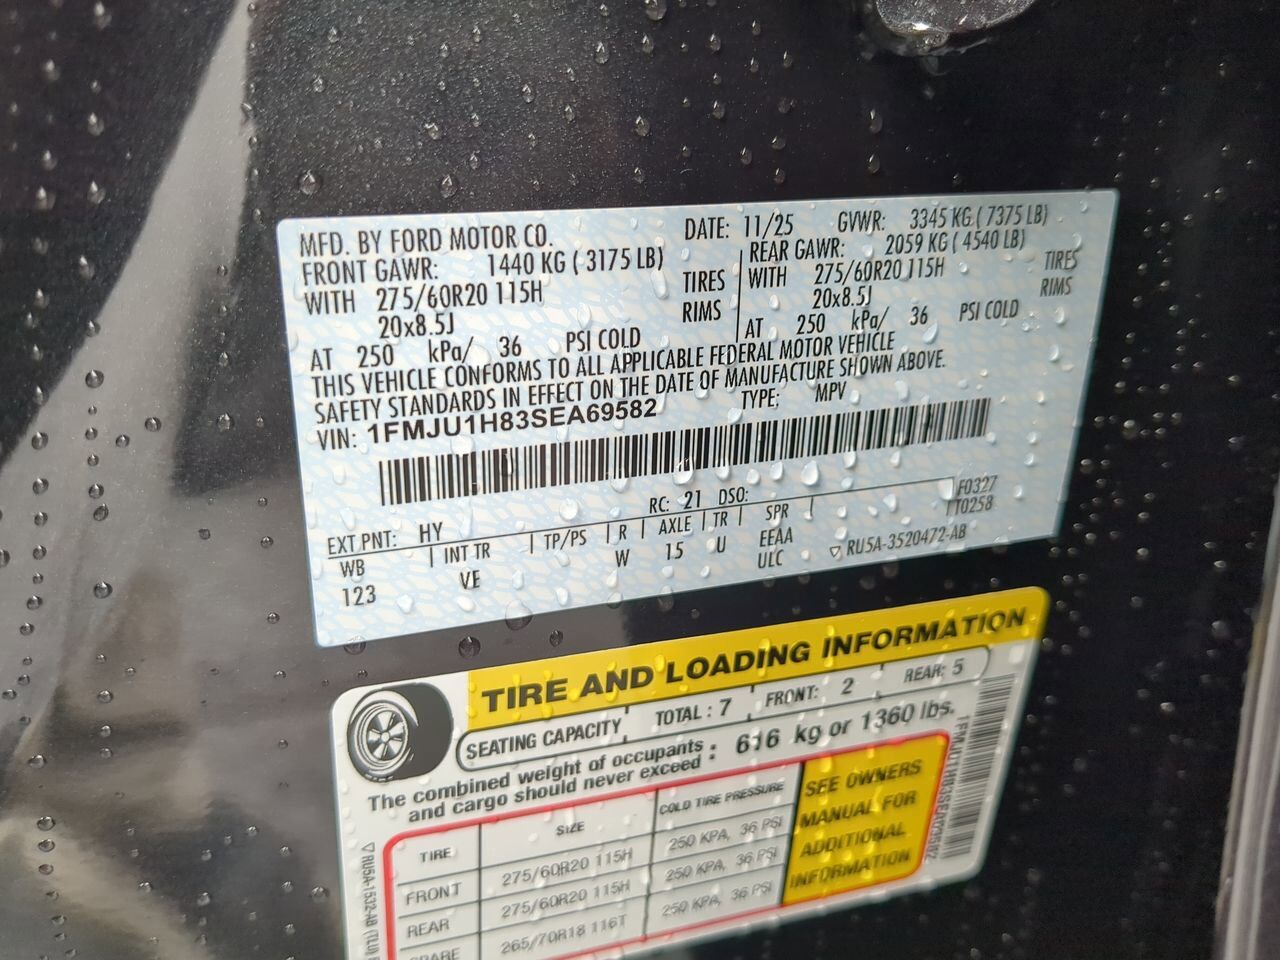 MFD. BY FORD MOTOR CO. DATE: 11/25 GVWR: 3345 KG ( 7375 LB)
FRONT GAWR: 1440 KG ( 3175 LB) REAR GAWR: 2059 KG ( 4540 LB)
WITH 275/60R20 115H TIRES WITH 275/60R20 115H TIRES
20x8.5J RIMS 20x8.5J RIMS
AT 250 kPa/ 36 PSI COLD AT 250 kPa/ 36 PSI COLD
THIS VEHICLE CONFORMS TO ALL APPLICABLE FEDERAL MOTOR VEHICLE
SAFETY STANDARDS IN EFFECT ON THE DATE OF MANUFACTURE SHOWN ABOVE.
VIN: 1FMJU1H83SEA69582 TYPE: MPV
EXT PNT: HY RC: 21 DSO: F0327
WB INT TR TP/PS R AXLE TR SPR T0258
123 VE W 15 U EEAA
ULC ▽ RU5A-3520472-AB
TIRE AND LOADING INFORMATION
SEATING CAPACITY TOTAL : 7 FRONT: 2 REAR: 5
The combined weight of occupants
and cargo should never exceed : 616 kg or 1360 lbs.
TIRE SIZE COLD TIRE PRESSURE
FRONT 275/60R20 115H 250 KPA, 36 PSI
REAR 275/60R20 115H 250 KPA, 36 PSI
SPARE 265/70R18 116T 250 KPA, 36 PSI
SEE OWNERS
MANUAL FOR
ADDITIONAL
INFORMATION
1FMJU1H83SEA69582
▽ RU5A-1532-AB (TLU)